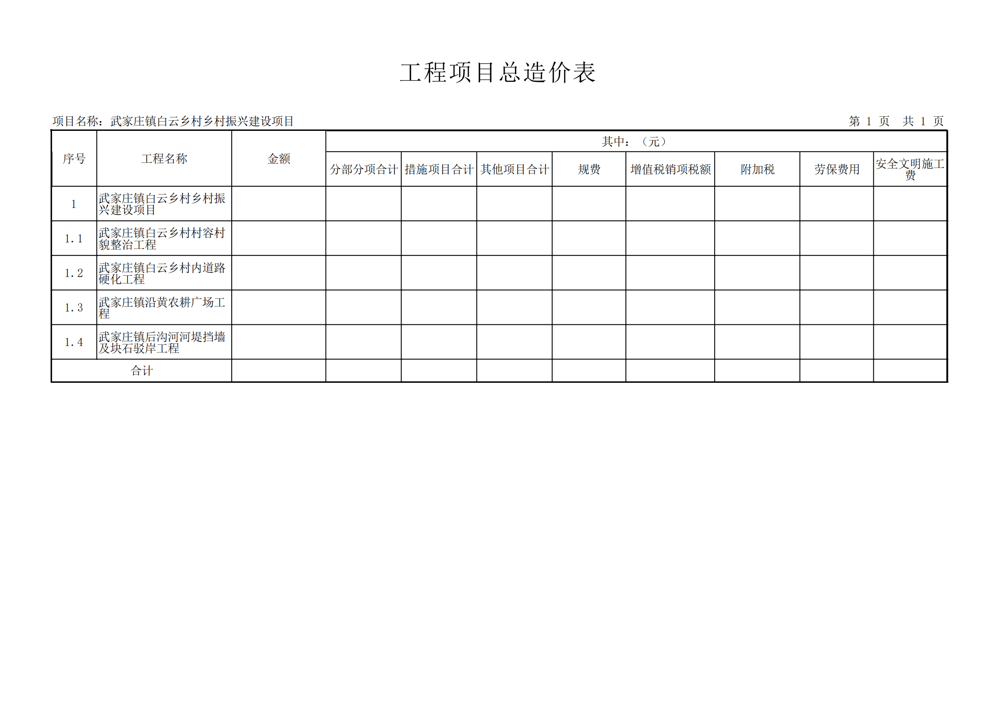 工程项目总造价表
项目名称：武家庄镇白云乡村乡村振兴建设项目 第 1 页 共 1 页
序号 工程名称 金额 其中：（元）
分部分项合计 措施项目合计 其他项目合计 规费 增值税销项税额 附加税 劳保费用 安全文明施工
费
1 武家庄镇白云乡村乡村振
兴建设项目
1.1 武家庄镇白云乡村村容村
貌整治工程
1.2 武家庄镇白云乡村内道路
硬化工程
1.3 武家庄镇沿黄农耕广场工
程
1.4 武家庄镇后沟河河堤挡墙
及块石驳岸工程
合计